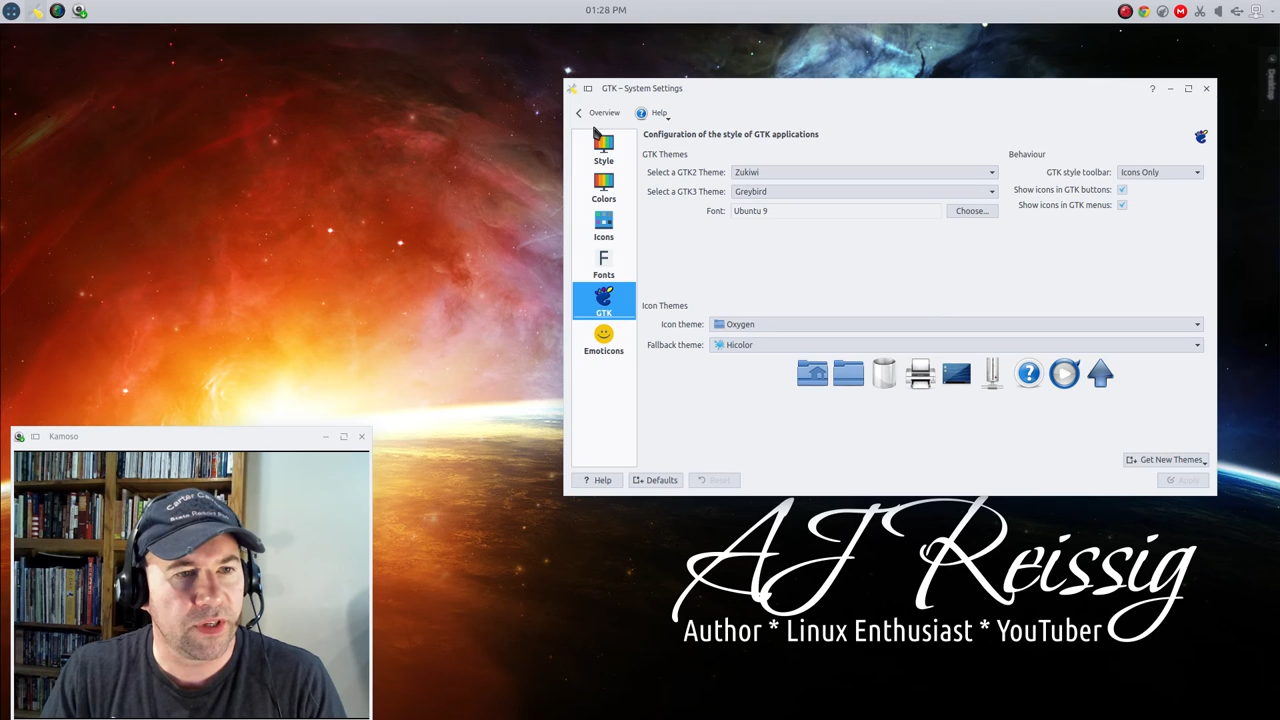 01:28 PM
M
Desktop
GTK – System Settings
?
Overview
Help
Style
Colors
Icons
F
Fonts
GTK
Emoticons
Configuration of the style of GTK applications
GTK Themes
Select a GTK2 Theme: Zukiwi
Select a GTK3 Theme: Greybird
Font: Ubuntu 9 Choose...
Behaviour
GTK style toolbar: Icons Only
Show icons in GTK buttons:
Show icons in GTK menus:
Icon Themes
Icon theme: Oxygen
Fallback theme: Hicolor
?
Get New Themes...
? Help Defaults Reset Apply
Kamoso
AJ Reissig
Author * Linux Enthusiast * YouTuber